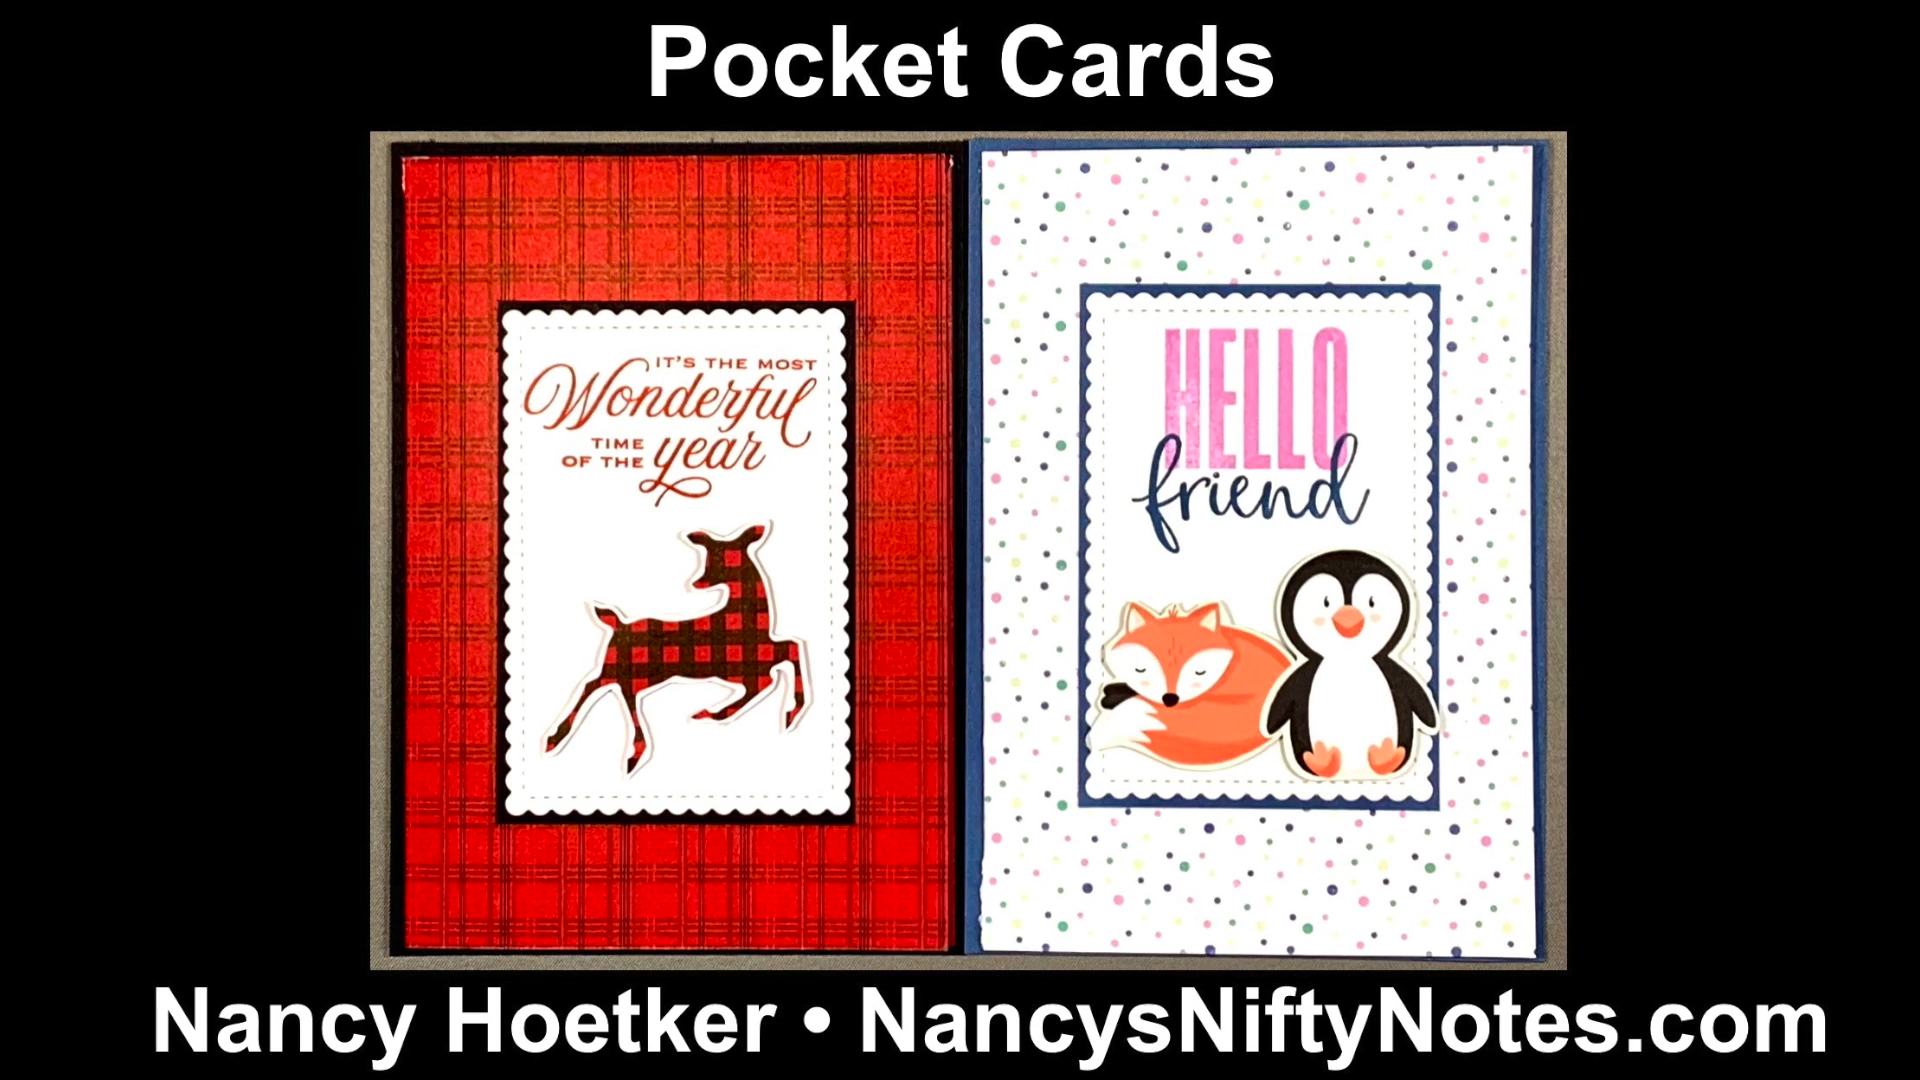 Pocket Cards
IT'S THE MOST
Wonderful
TIME
OF THE year
HELLO
friend
Nancy Hoetker • NancysNiftyNotes.com